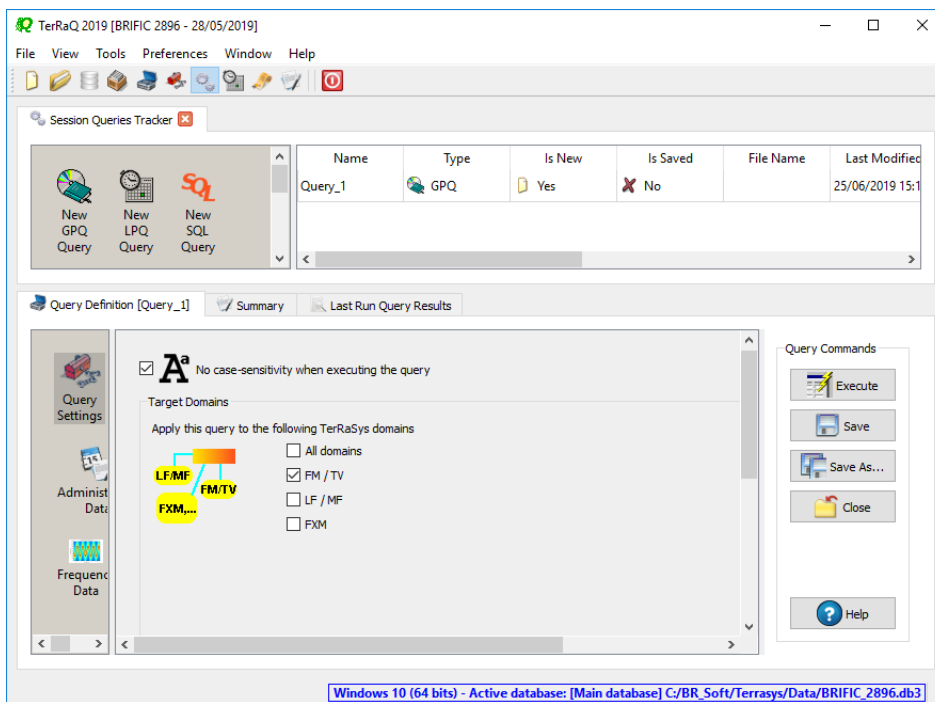 TerRaQ 2019 [BRIFIC 2896 - 28/05/2019]
File View Tools Preferences Window Help
Session Queries Tracker
New GPQ Query
New LPQ Query
SQL
New SQL Query
Name Type Is New Is Saved File Name Last Modified
Query_1 GPQ Yes No 25/06/2019 15:1
Query Definition [Query_1] Summary Last Run Query Results
Query Settings
Administ
Data
Frequenc
Data
Aa No case-sensitivity when executing the query
Target Domains
Apply this query to the following TerRaSys domains
LF/MF
FM/TV
FXM,...
All domains
FM / TV
LF / MF
FXM
Query Commands
Execute
Save
Save As...
Close
Help
Windows 10 (64 bits) - Active database: [Main database] C:/BR_Soft/Terrasys/Data/BRIFIC_2896.db3